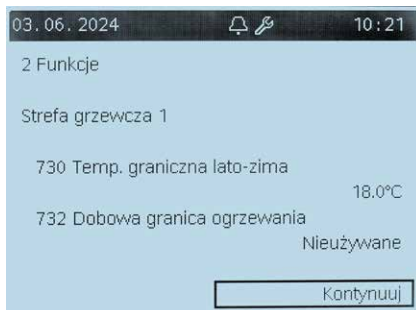 03.06.2024 10:21
2 Funkcje
Strefa grzewcza 1
730 Temp. graniczna lato-zima
18.0°C
732 Dobowa granica ogrzewania
Nieużywane
Kontynuuj